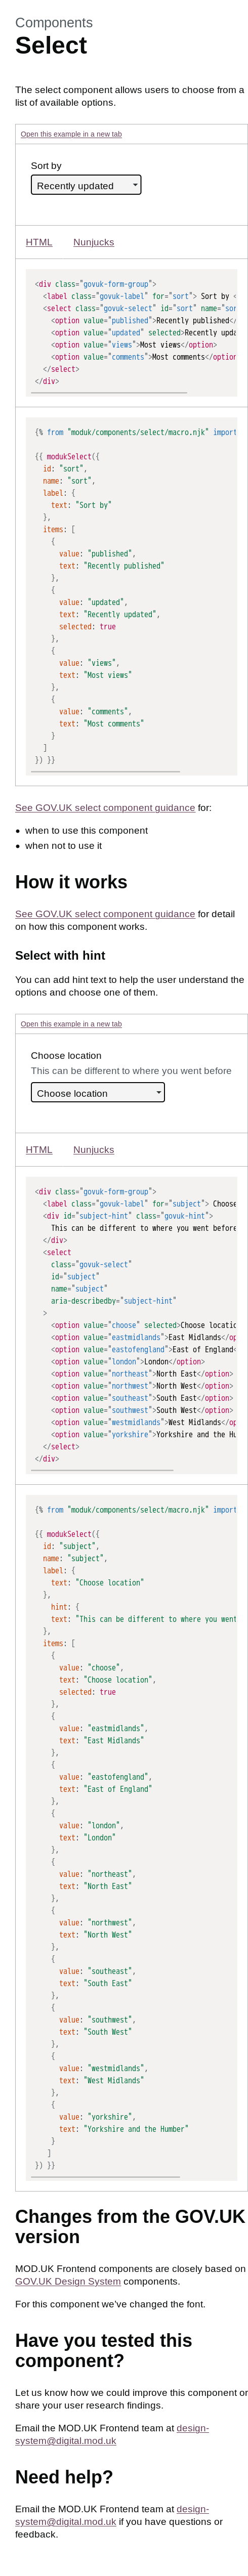 Components
Select
The select component allows users to choose from a
list of available options.
Open this example in a new tab
Sort by
Recently updated
HTML Nunjucks
<div class="govuk-form-group">
<label class="govuk-label" for="sort"> Sort by <
<select class="govuk-select" id="sort" name="sor
<option value="published">Recently published</
<option value="updated" selected>Recently upda
<option value="views">Most views</option>
<option value="comments">Most comments</option
</select>
</div>
{% from "moduk/components/select/macro.njk" import
{{ modukSelect({
id: "sort",
name: "sort",
label: {
text: "Sort by"
},
items: [
{
value: "published",
text: "Recently published"
},
{
value: "updated",
text: "Recently updated",
selected: true
},
{
value: "views",
text: "Most views"
},
{
value: "comments",
text: "Most comments"
}
]
}) }}
See GOV.UK select component guidance for:
• when to use this component
• when not to use it
How it works
See GOV.UK select component guidance for detail
on how this component works.
Select with hint
You can add hint text to help the user understand the
options and choose one of them.
Open this example in a new tab
Choose location
This can be different to where you went before
Choose location
HTML Nunjucks
<div class="govuk-form-group">
<label class="govuk-label" for="subject"> Choose
<div id="subject-hint" class="govuk-hint">
This can be different to where you went before
</div>
<select
class="govuk-select"
id="subject"
name="subject"
aria-describedby="subject-hint"
>
<option value="choose" selected>Choose locatio
<option value="eastmidlands">East Midlands</op
<option value="eastofengland">East of England<
<option value="london">London</option>
<option value="northeast">North East</option>
<option value="northwest">North West</option>
<option value="southeast">South East</option>
<option value="southwest">South West</option>
<option value="westmidlands">West Midlands</op
<option value="yorkshire">Yorkshire and the Hu
</select>
</div>
{% from "moduk/components/select/macro.njk" import
{{ modukSelect({
id: "subject",
name: "subject",
label: {
text: "Choose location"
},
hint: {
text: "This can be different to where you went
},
items: [
{
value: "choose",
text: "Choose location",
selected: true
},
{
value: "eastmidlands",
text: "East Midlands"
},
{
value: "eastofengland",
text: "East of England"
},
{
value: "london",
text: "London"
},
{
value: "northeast",
text: "North East"
},
{
value: "northwest",
text: "North West"
},
{
value: "southeast",
text: "South East"
},
{
value: "southwest",
text: "South West"
},
{
value: "westmidlands",
text: "West Midlands"
},
{
value: "yorkshire",
text: "Yorkshire and the Humber"
}
]
}) }}
Changes from the GOV.UK
version
MOD.UK Frontend components are closely based on
GOV.UK Design System components.
For this component we've changed the font.
Have you tested this
component?
Let us know how we could improve this component or
share your user research findings.
Email the MOD.UK Frontend team at design-
system@digital.mod.uk
Need help?
Email the MOD.UK Frontend team at design-
system@digital.mod.uk if you have questions or
feedback.